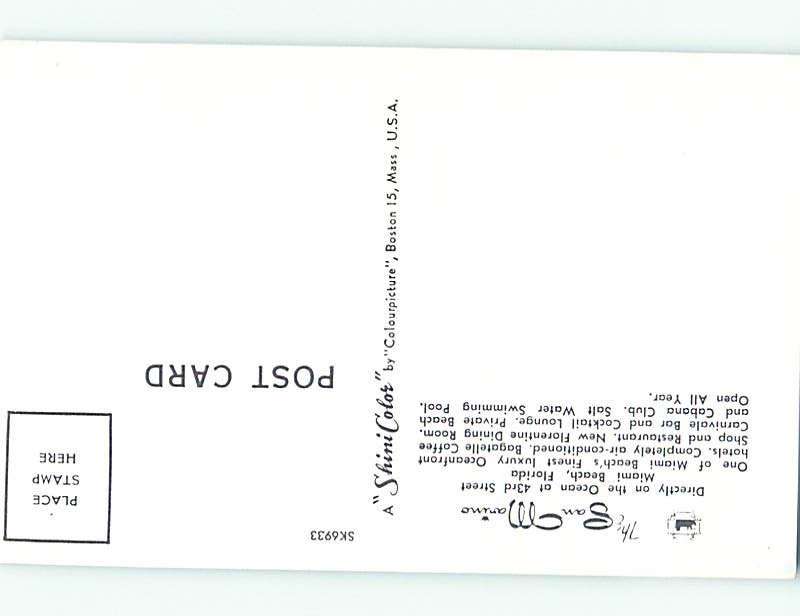 The San Marino
Directly on the Ocean at 43rd Street
Miami Beach, Florida
One of Miami Beach's finest luxury Oceanfront
hotels. Completely air-conditioned. Bagatelle Coffee
Shop and Restaurant. New Florentine Dining Room.
Carnivale Bar and Cocktail Lounge. Private Beach
and Cabana Club. Salt Water Swimming Pool.
Open All Year.
A "Shini Color" by "Colourpicture", Boston 15, Mass., U.S.A.
SK6933
PLACE
STAMP
HERE
POST CARD